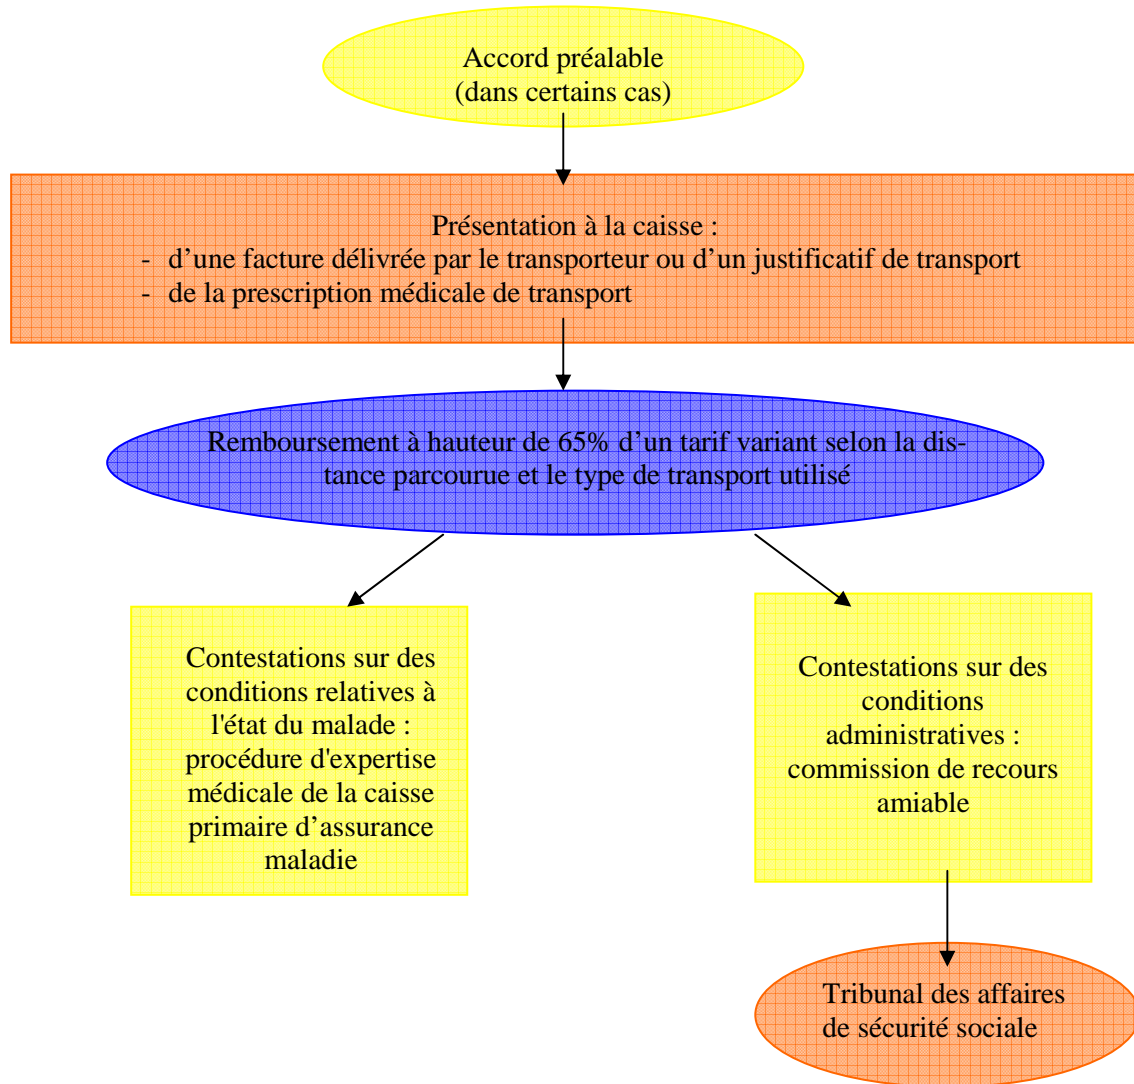 Accord préalable
(dans certains cas)
Présentation à la caisse :
- d’une facture délivrée par le transporteur ou d’un justificatif de transport
- de la prescription médicale de transport
Remboursement à hauteur de 65% d’un tarif variant selon la dis-
tance parcourue et le type de transport utilisé
Contestations sur des
conditions relatives à
l'état du malade :
procédure d'expertise
médicale de la caisse
primaire d’assurance
maladie
Contestations sur des
conditions
administratives :
commission de recours
amiable
Tribunal des affaires
de sécurité sociale